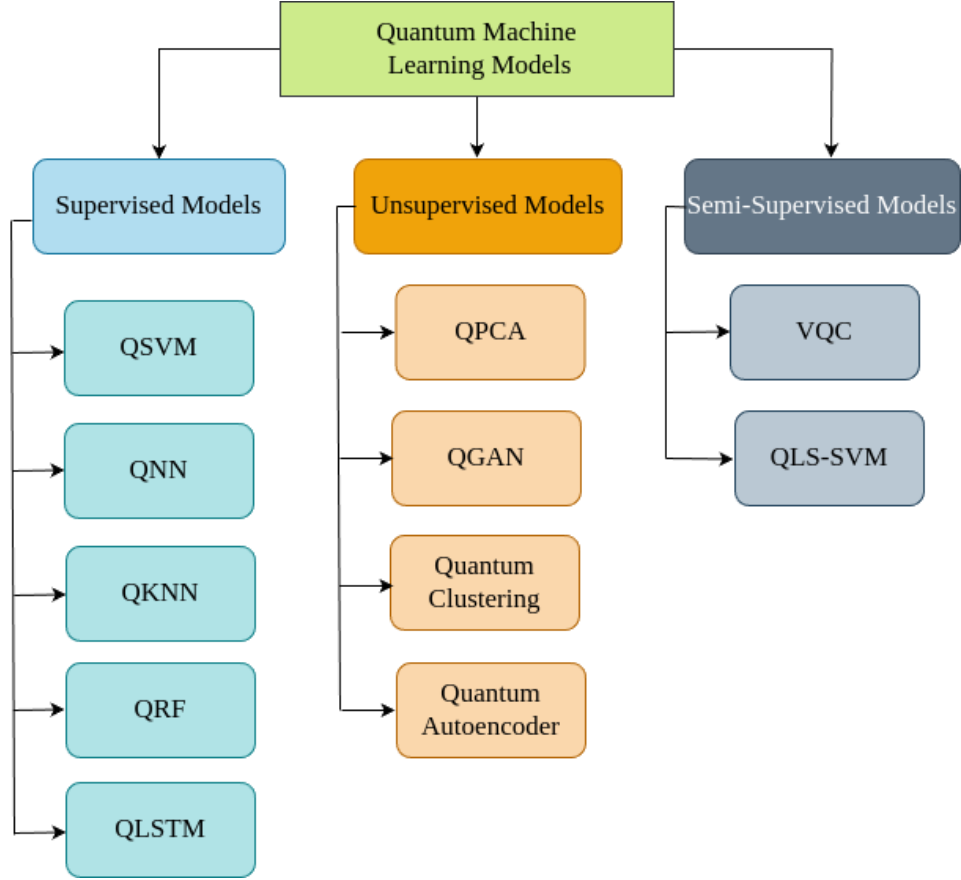 Quantum Machine
Learning Models
Supervised Models
Unsupervised Models
Semi-Supervised Models
QSVM
QNN
QKNN
QRF
QLSTM
QPCA
QGAN
Quantum
Clustering
Quantum
Autoencoder
VQC
QLS-SVM